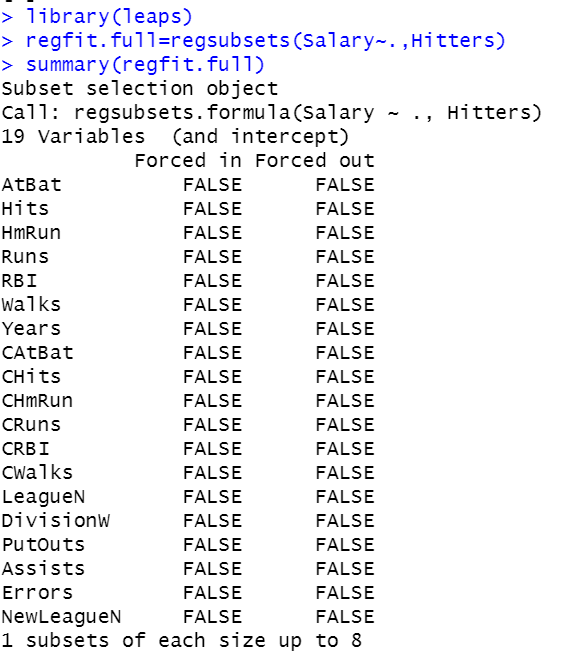 > library(leaps)
> regfit.full=regsubsets(Salary~.,Hitters)
> summary(regfit.full)
Subset selection object
Call: regsubsets.formula(Salary ~ ., Hitters)
19 Variables  (and intercept)
           Forced in Forced out
AtBat          FALSE      FALSE
Hits           FALSE      FALSE
HmRun          FALSE      FALSE
Runs           FALSE      FALSE
RBI            FALSE      FALSE
Walks          FALSE      FALSE
Years          FALSE      FALSE
CAtBat         FALSE      FALSE
CHits          FALSE      FALSE
CHmRun         FALSE      FALSE
CRuns          FALSE      FALSE
CRBI           FALSE      FALSE
CWalks         FALSE      FALSE
LeagueN        FALSE      FALSE
DivisionW      FALSE      FALSE
PutOuts        FALSE      FALSE
Assists        FALSE      FALSE
Errors         FALSE      FALSE
NewLeagueN     FALSE      FALSE
1 subsets of each size up to 8